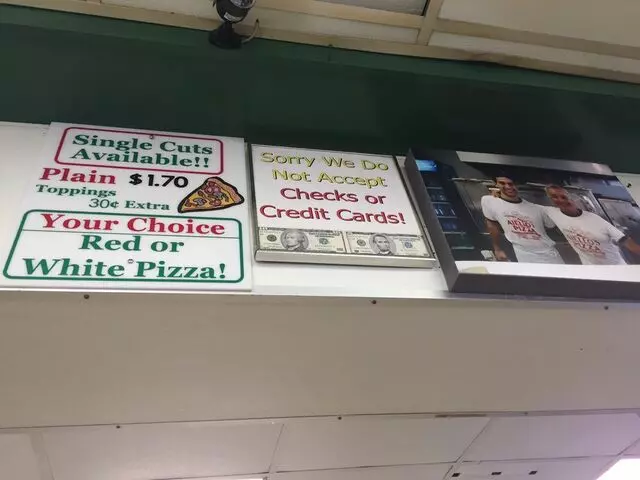 Single Cuts
Available!!
Plain $1.70
Toppings
30¢ Extra
Your Choice
Red or
White Pizza!
Sorry We Do
Not Accept
Checks or
Credit Cards!
PIZZA